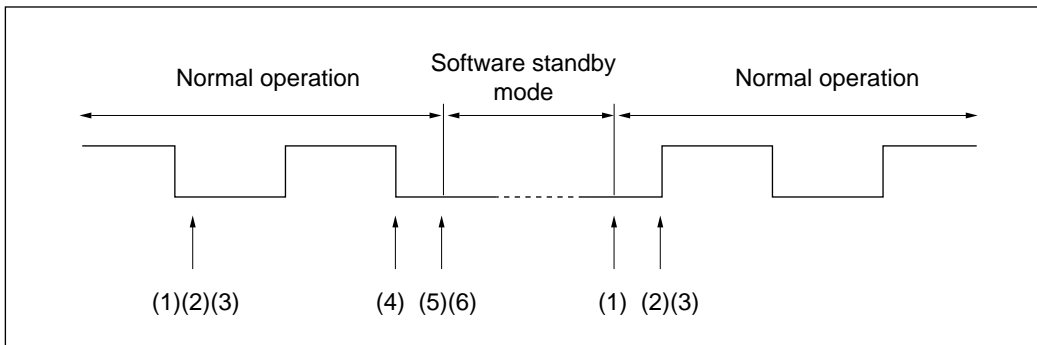 Normal operation
Software standby
mode
Normal operation
(1)(2)(3)
(4)
(5)(6)
(1)
(2)(3)